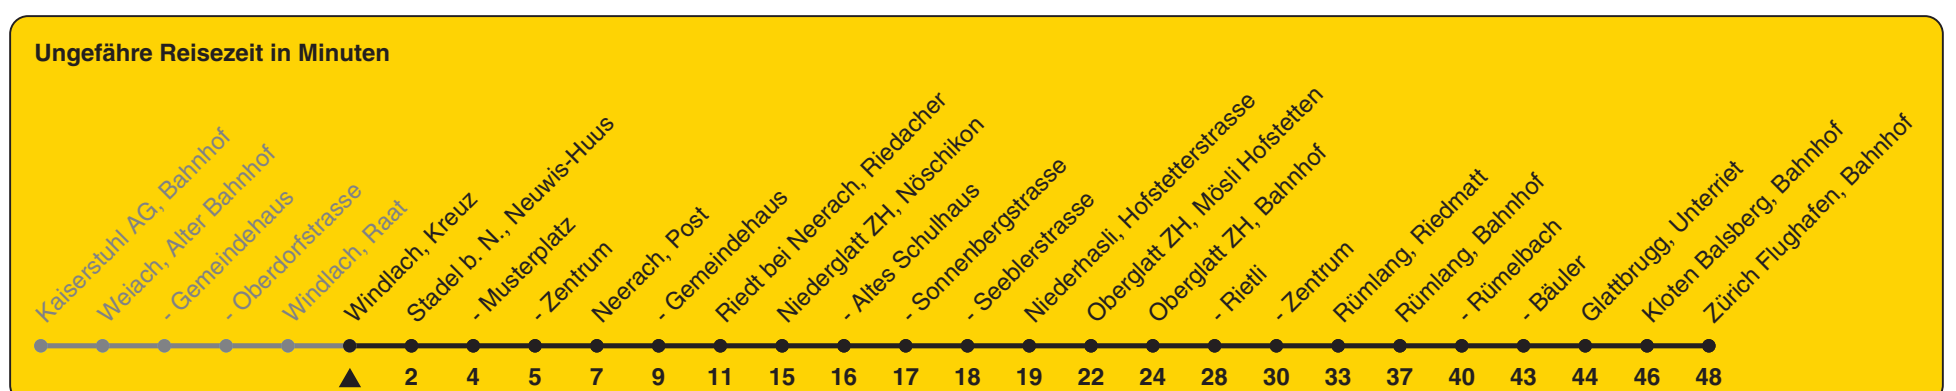 Ungefähre Reisezeit in Minuten
Kaiserstuhl AG, Bahnhof
Weiach, Alter Bahnhof
- Gemeindehaus
- Oberdorfstrasse
Windlach, Raat
Windlach, Kreuz
Stadel b. N., Neuwis-Huus
- Musterplatz
- Zentrum
Neerach, Post
- Gemeindehaus
Riedt bei Neerach, Riedacher
Niederglatt ZH, Nöschikon
- Altes Schulhaus
- Sonnenbergstrasse
- Seeblerstrasse
Niederhasli, Hofstetterstrasse
Oberglatt ZH, Mösli Hofstetten
Oberglatt ZH, Bahnhof
- Rietli
- Zentrum
Rümlang, Riedmatt
Rümlang, Bahnhof
- Rümelbach
- Bäuler
Glattbrugg, Unterriet
Kloten Balsberg, Bahnhof
Zürich Flughafen, Bahnhof
2 4 5 7 9 11 15 16 17 18 19 22 24 28 30 33 37 40 43 44 46 48